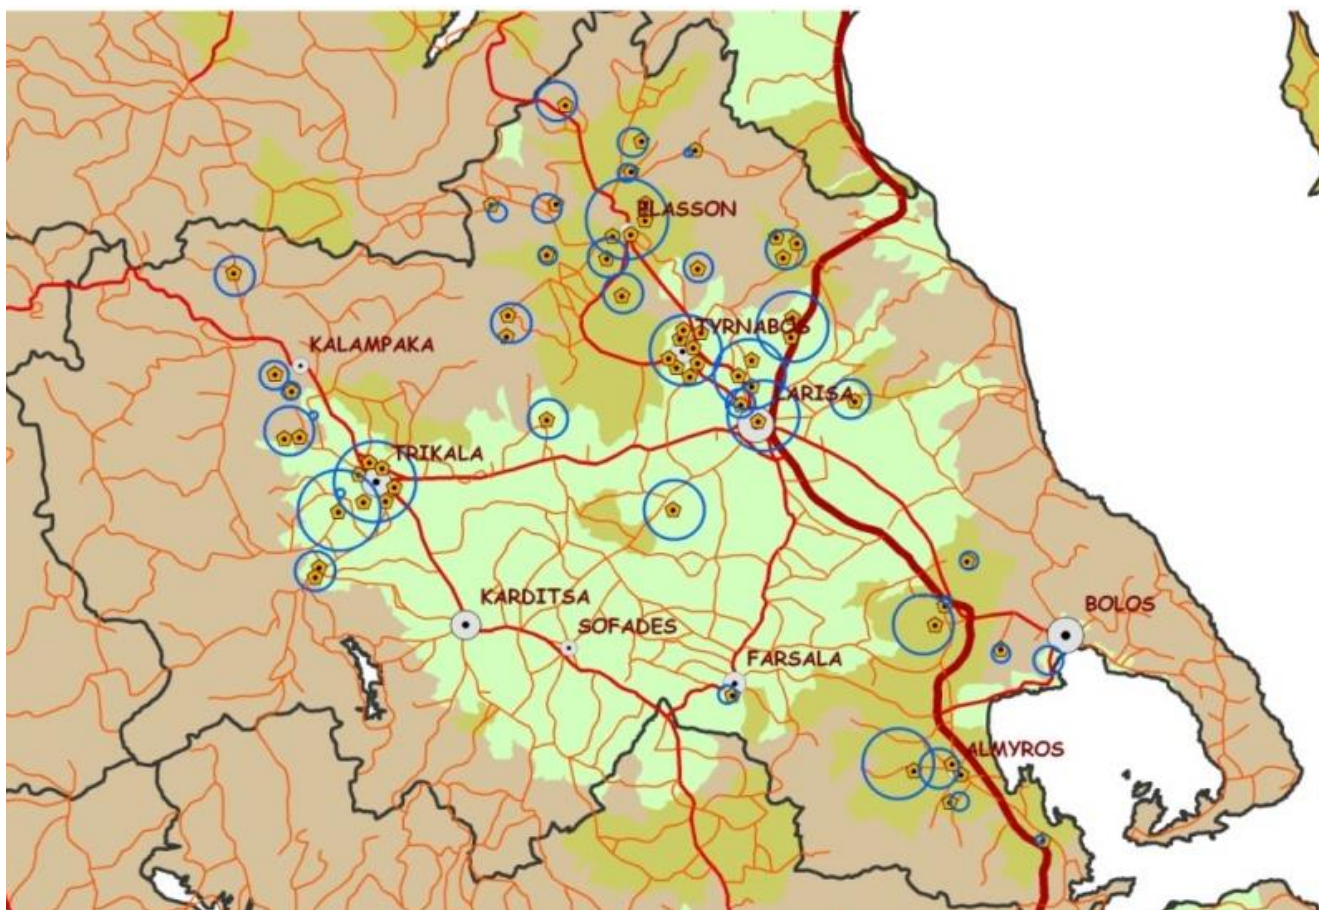 ELASSON
TYRNABOS
KALAMPAKA
LARISA
TRIKALA
KARDITSA
SOFADES
BOLOS
FARSALA
ALMYROS